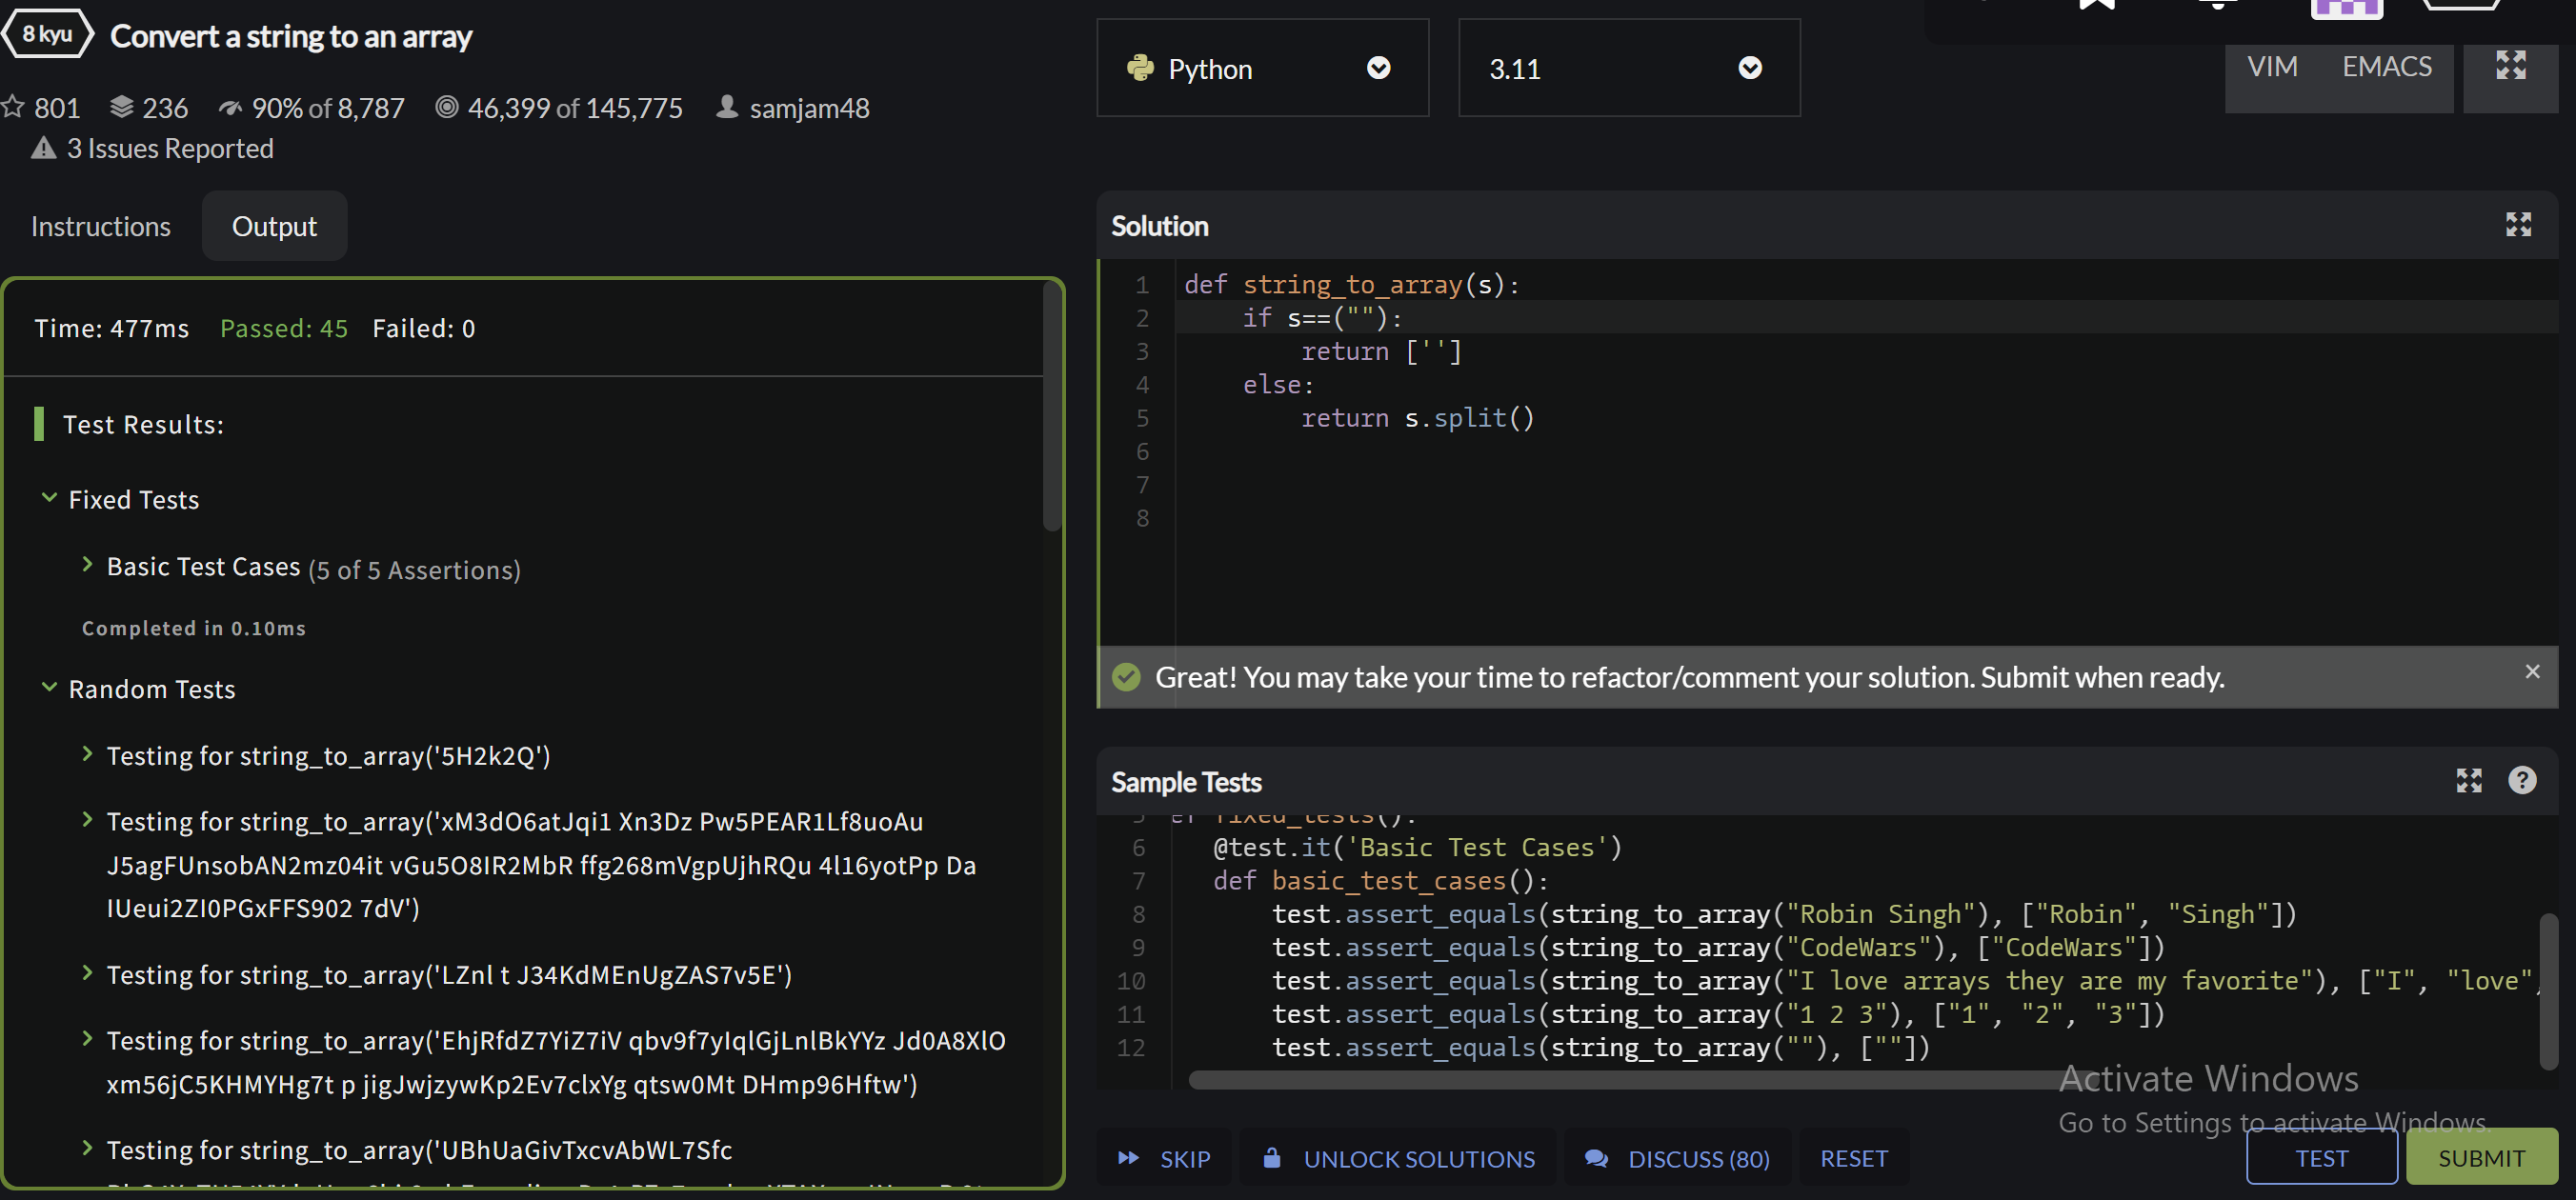 8 kyu Convert a string to an array
801 236 90% of 8,787 46,399 of 145,775 samjam48
3 Issues Reported
Python 3.11
VIM EMACS
Instructions Output
Time: 477ms Passed: 45 Failed: 0
Test Results:
Fixed Tests
Basic Test Cases (5 of 5 Assertions)
Completed in 0.10ms
Random Tests
Testing for string_to_array('5H2k2Q')
Testing for string_to_array('xM3dO6atJqi1 Xn3Dz Pw5PEAR1Lf8uoAu
J5agFUnsobAN2mz04it vGu5O8IR2MbR ffg268mVgpUjhRQu 4l16yotPp Da
IUeui2ZI0PGxFFS902 7dV')
Testing for string_to_array('LZnl t J34KdMEnUgZAS7v5E')
Testing for string_to_array('EhjRfdZ7YiZ7iV qbv9f7yIqlGjLnlBkYYz Jd0A8XlO
xm56jC5KHMYHg7t p jigJwjzywKp2Ev7clxYg qtsw0Mt DHmp96Hftw')
Testing for string_to_array('UBhUaGivTxcvAbWL7Sfc
Solution
1 def string_to_array(s):
2 if s==(""):
3 return ['']
4 else:
5 return s.split()
6
7
8
Great! You may take your time to refactor/comment your solution. Submit when ready.
Sample Tests
5 ef fixed_tests():
6 @test.it('Basic Test Cases')
7 def basic_test_cases():
8 test.assert_equals(string_to_array("Robin Singh"), ["Robin", "Singh"])
9 test.assert_equals(string_to_array("CodeWars"), ["CodeWars"])
10 test.assert_equals(string_to_array("I love arrays they are my favorite"), ["I", "love",
11 test.assert_equals(string_to_array("1 2 3"), ["1", "2", "3"])
12 test.assert_equals(string_to_array(""), [""])
Activate Windows
Go to Settings to activate Windows.
SKIP UNLOCK SOLUTIONS DISCUSS (80) RESET TEST SUBMIT